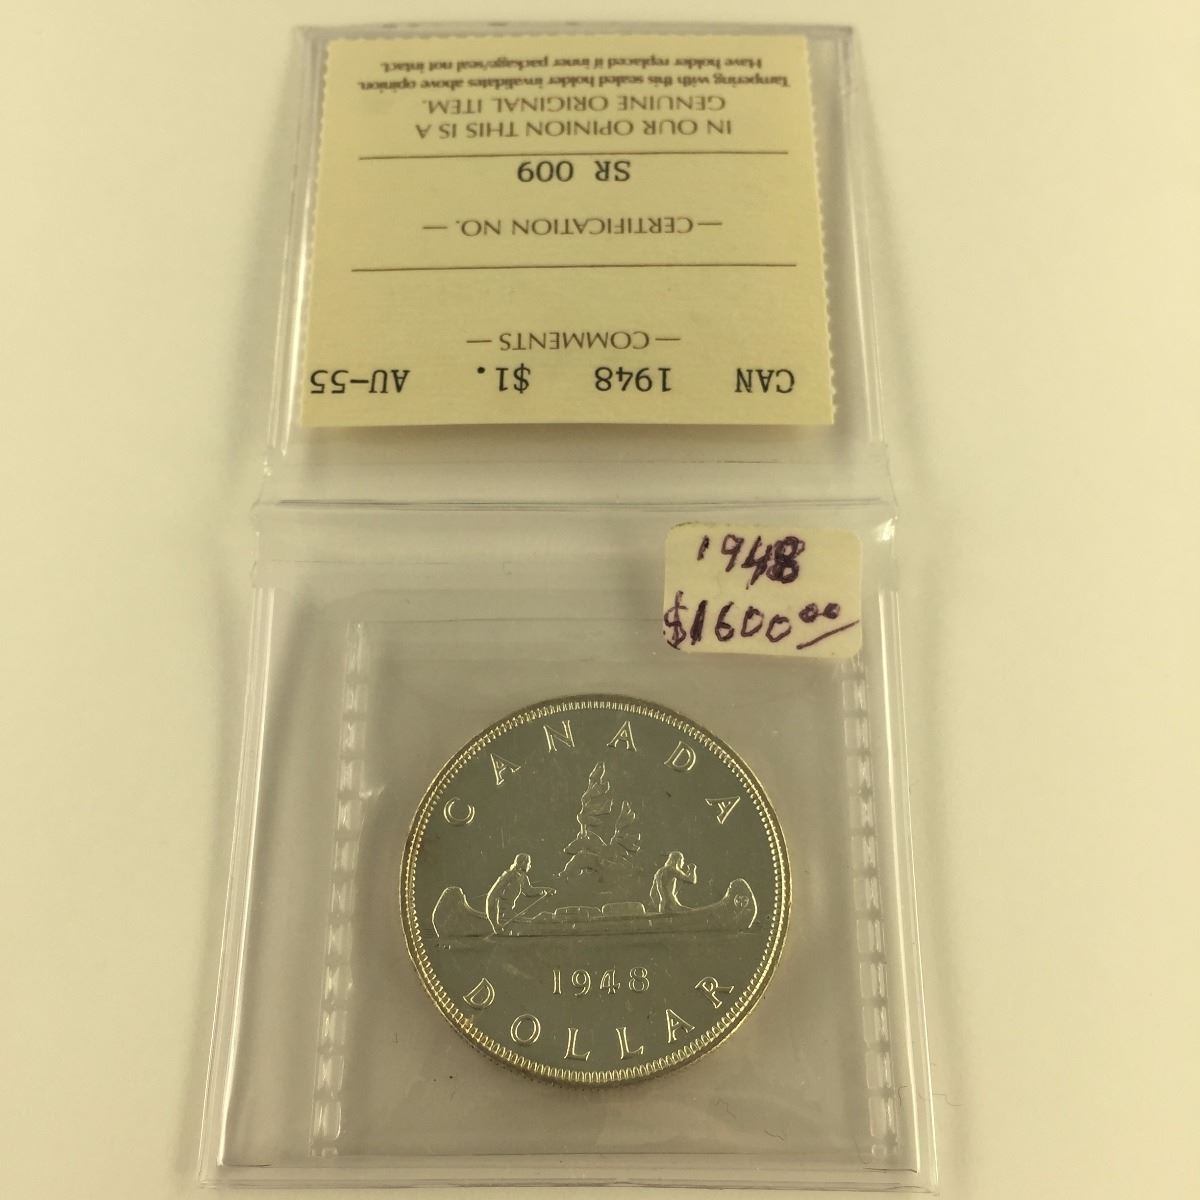 CAN 1948 $1. AU-55
— COMMENTS —
— CERTIFICATION NO. —
SR 009
IN OUR OPINION THIS IS A
GENUINE ORIGINAL ITEM.
Tampering with this sealed holder invalidates above opinion.
Have holder replaced if inner package/seal not intact.
1948
$1600.00
CANADA
1948
DOLLAR